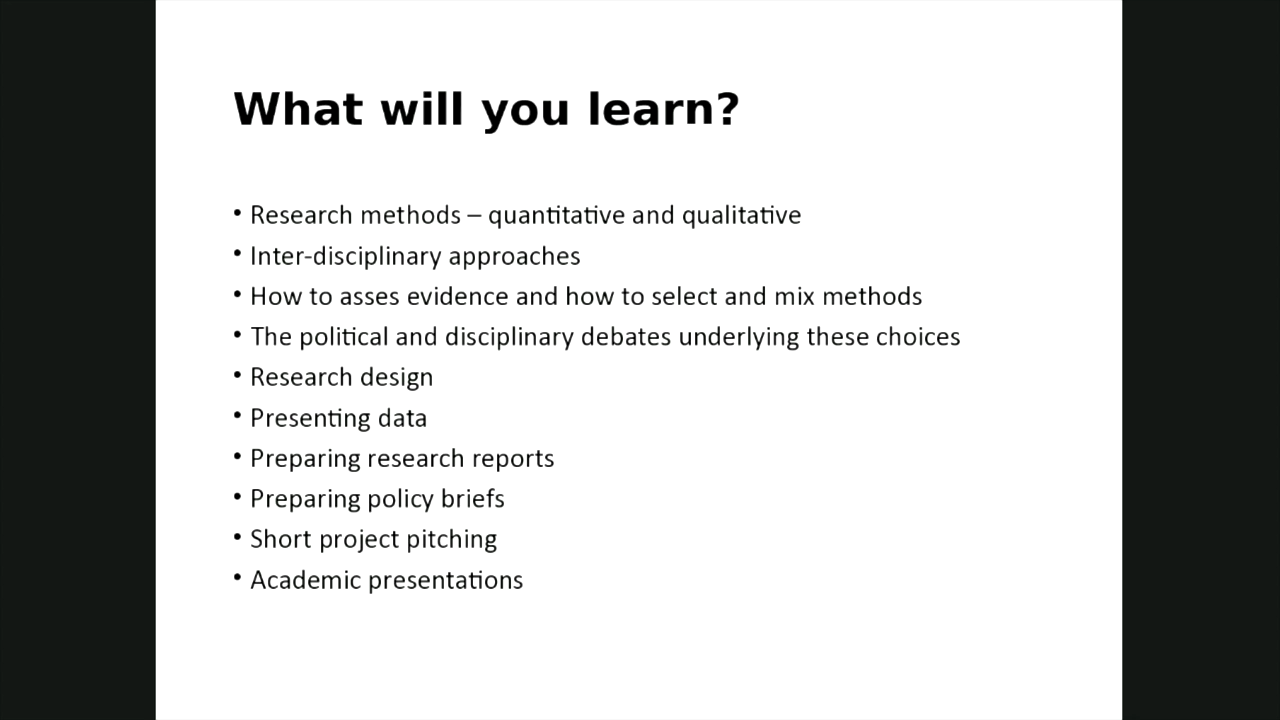 What will you learn?
• Research methods – quantitative and qualitative
• Inter-disciplinary approaches
• How to asses evidence and how to select and mix methods
• The political and disciplinary debates underlying these choices
• Research design
• Presenting data
• Preparing research reports
• Preparing policy briefs
• Short project pitching
• Academic presentations